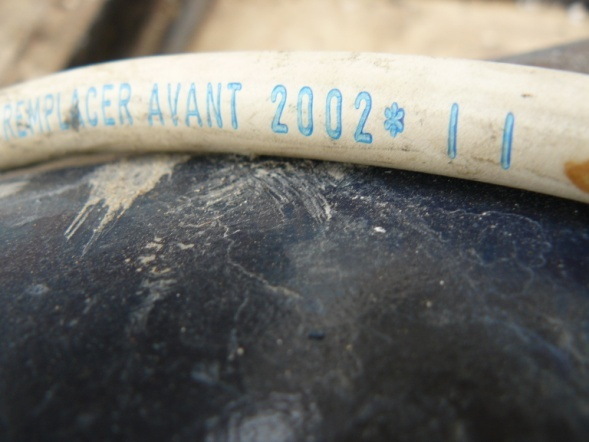 REMPLACER AVANT 2002* | |